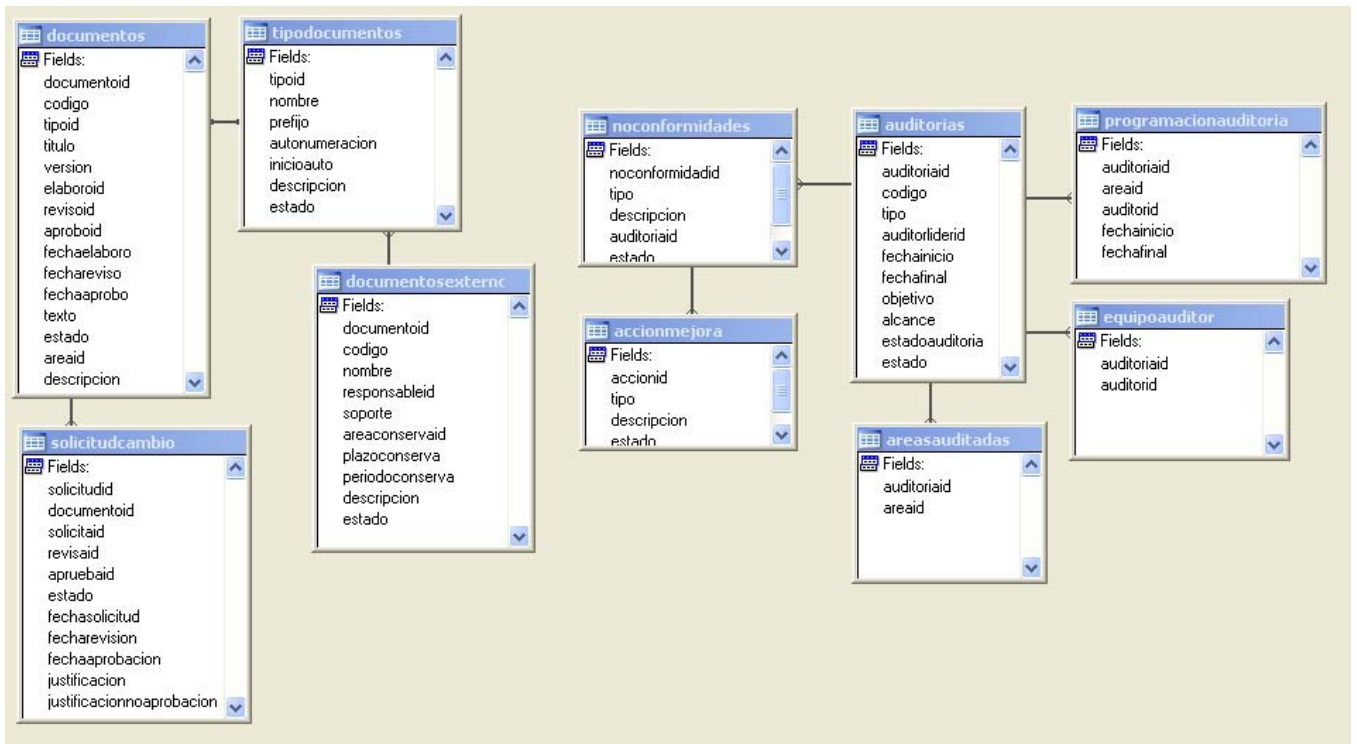 documentos
Fields:
documentoid
codigo
tipoid
titulo
version
elaboroid
revisoid
aproboid
fechaelaboro
fechareviso
fechaaprobo
texto
estado
areaid
descripcion
tipodocumentos
Fields:
tipoid
nombre
prefijo
autonumeracion
inicioauto
descripcion
estado
solicitudcambio
Fields:
solicitudid
documentoid
solicitaid
revisaid
apruebaid
estado
fechasolicitud
fecharevision
fechaaprobacion
justificacion
justificacionnoaprobacion
documentosexterno
Fields:
documentoid
codigo
nombre
responsableid
soporte
areaconservaid
plazoconserva
periodoconserva
descripcion
estado
noconformidades
Fields:
noconformidadid
tipo
descripcion
auditoriaid
estado
accionmejora
Fields:
accionid
tipo
descripcion
estado
auditorias
Fields:
auditoriaid
codigo
tipo
auditorliderid
fechainicio
fechafinal
objetivo
alcance
estadoauditoria
estado
areasauditadas
Fields:
auditoriaid
areaid
programacionauditoria
Fields:
auditoriaid
areaid
auditorid
fechainicio
fechafinal
equipoauditor
Fields:
auditoriaid
auditorid